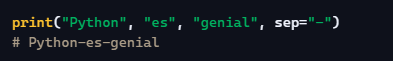 print("Python", "es", "genial", sep="-")
# Python-es-genial